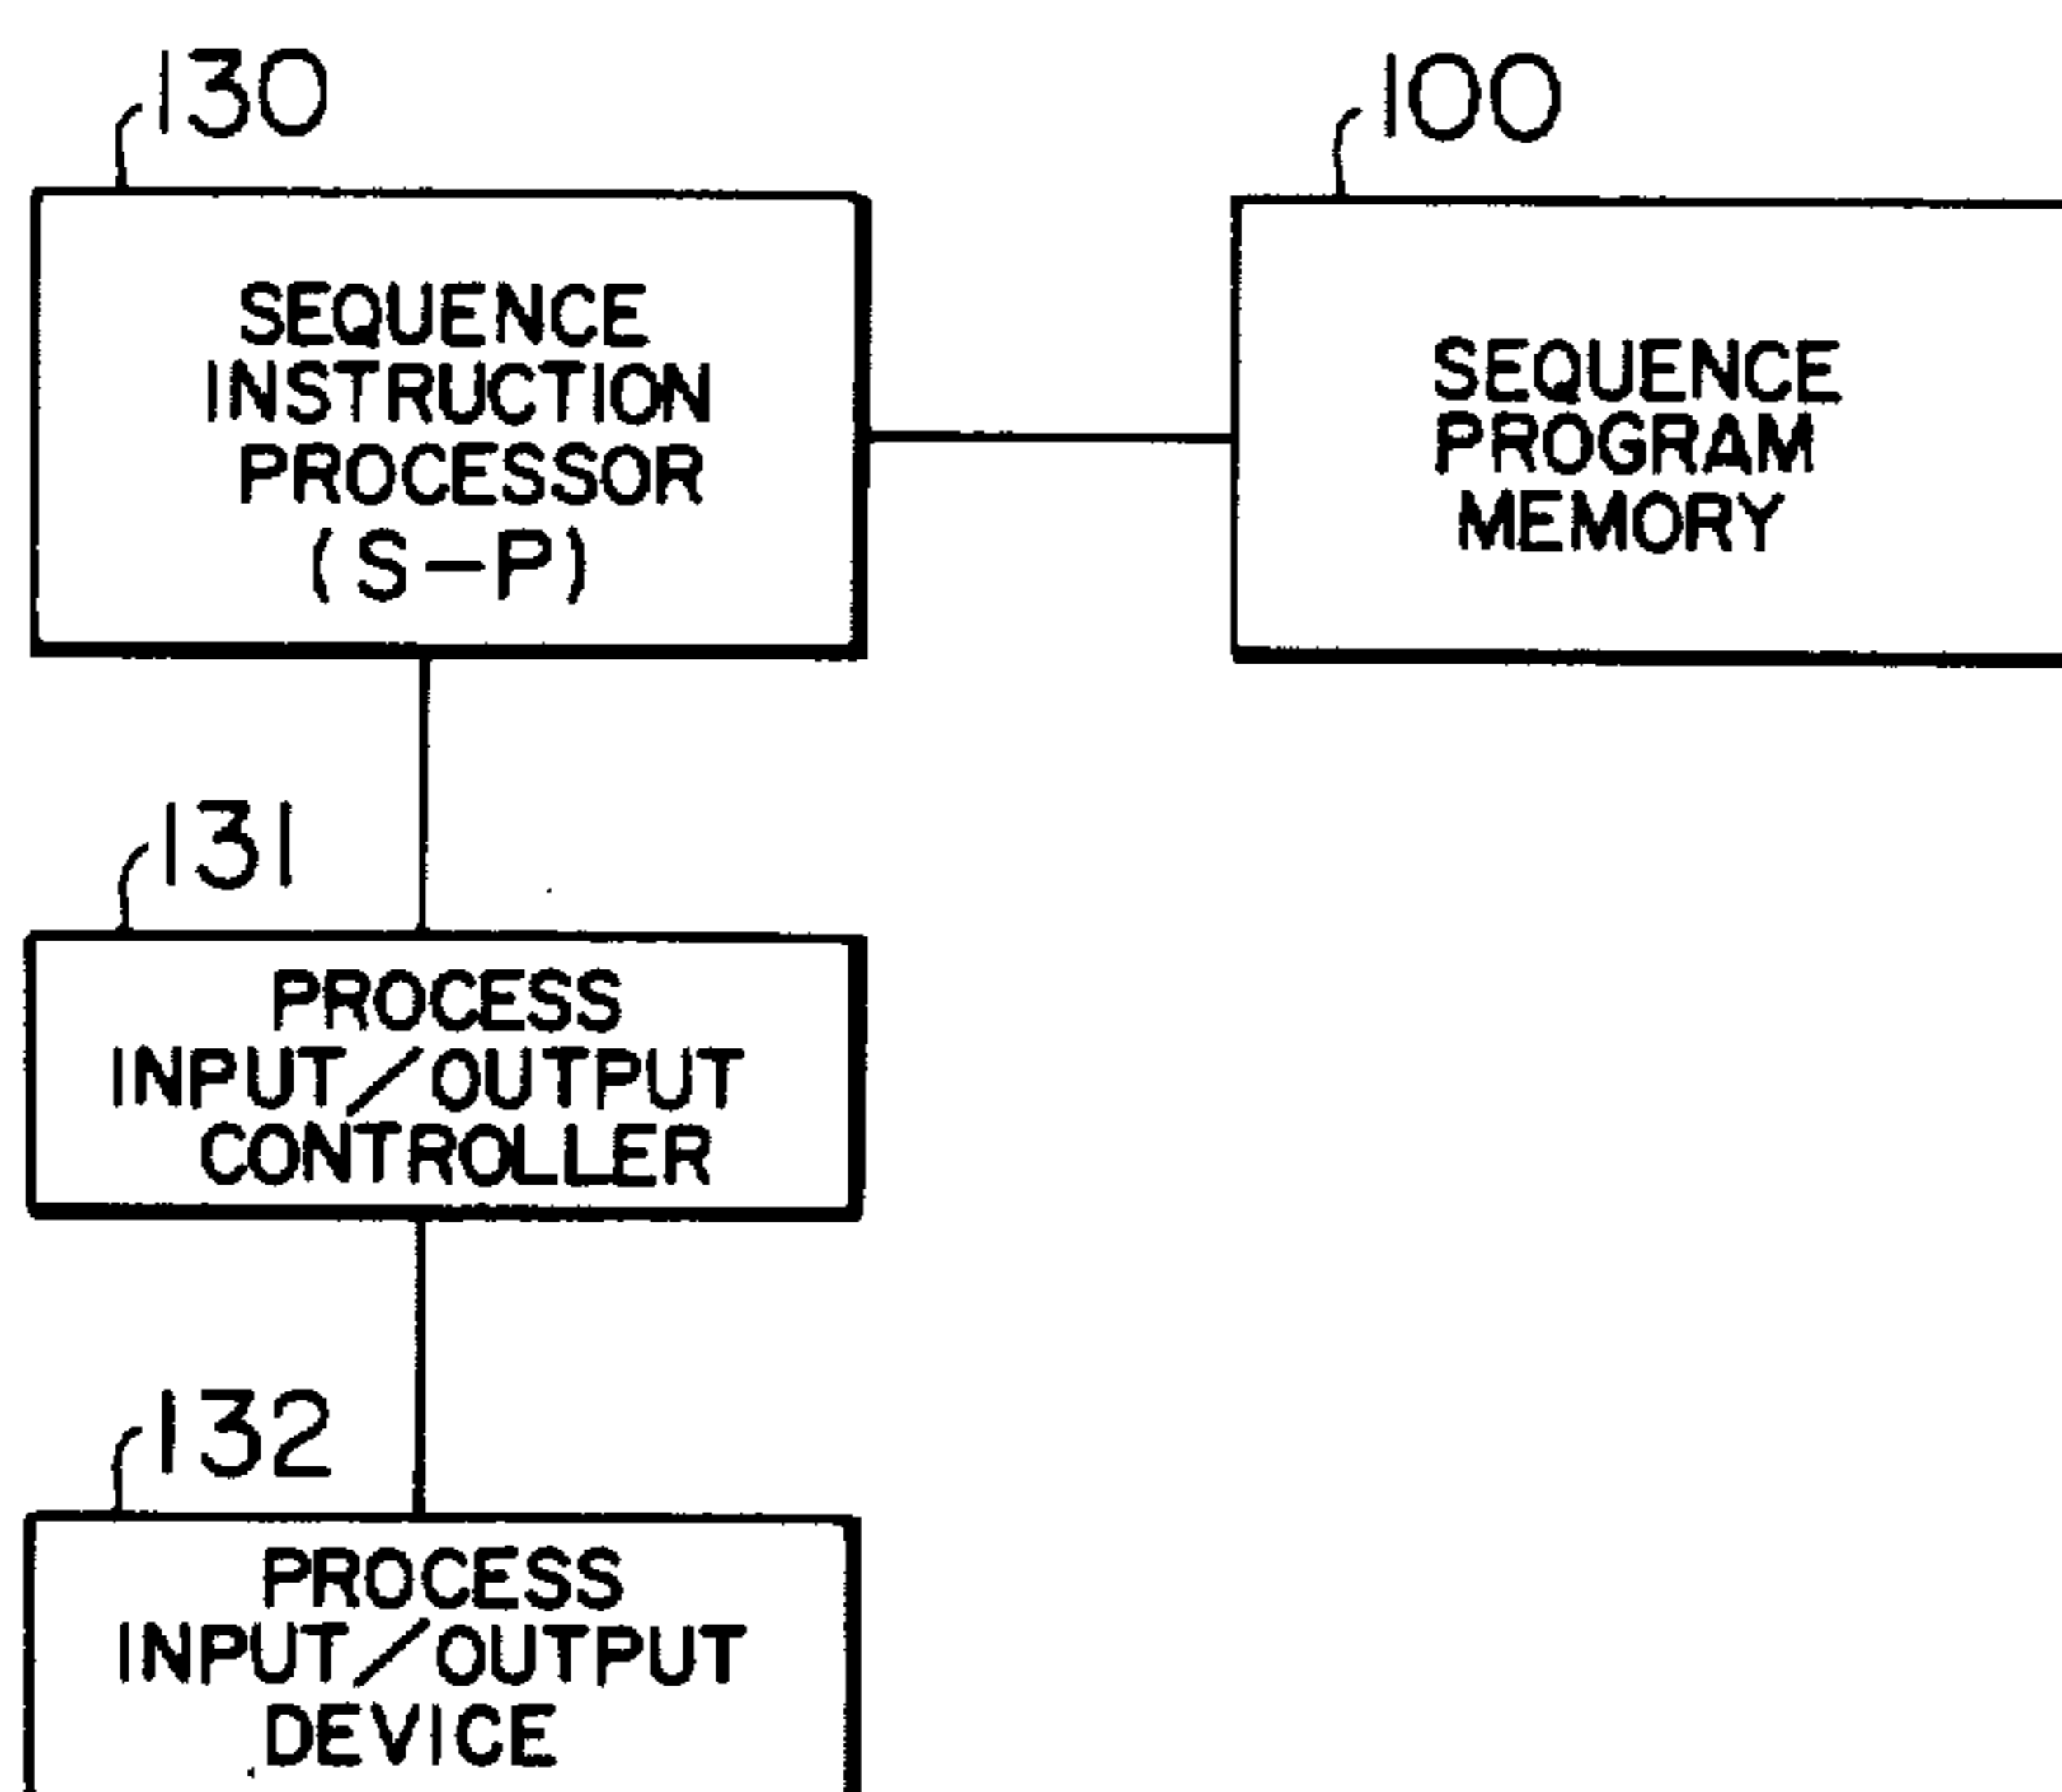 130
SEQUENCE
INSTRUCTION
PROCESSOR
(S-P)
100
SEQUENCE
PROGRAM
MEMORY
131
PROCESS
INPUT/OUTPUT
CONTROLLER
132
PROCESS
INPUT/OUTPUT
DEVICE